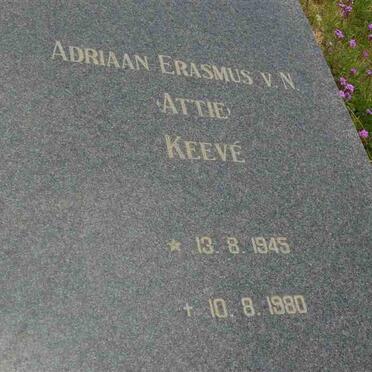 ADRIAAN ERASMUS V. N.
'ATTIE'
KEEVÉ
* 13. 8. 1945
+ 10. 8. 1980